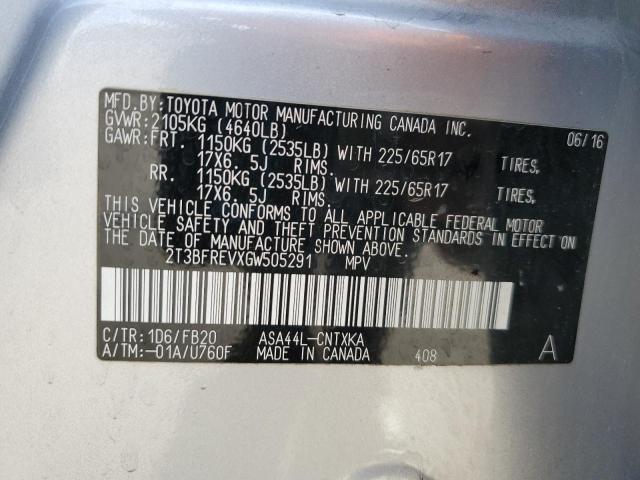 MFD.BY: TOYOTA MOTOR MANUFACTURING CANADA INC.
GVWR: 2105KG (4640LB) 06/16
GAWR: FRT. 1150KG (2535LB) WITH 225/65R17 TIRES,
17X6.5J RIMS.
RR. 1150KG (2535LB) WITH 225/65R17 TIRES,
17X6.5J RIMS.
THIS VEHICLE CONFORMS TO ALL APPLICABLE FEDERAL MOTOR
VEHICLE SAFETY AND THEFT PREVENTION STANDARDS IN EFFECT ON
THE DATE OF MANUFACTURE SHOWN ABOVE.
2T3BFREVXGW505291 MPV
C/TR: 1D6/FB20 ASA44L-CNTXKA A
A/TM: -01A/U760F MADE IN CANADA 408